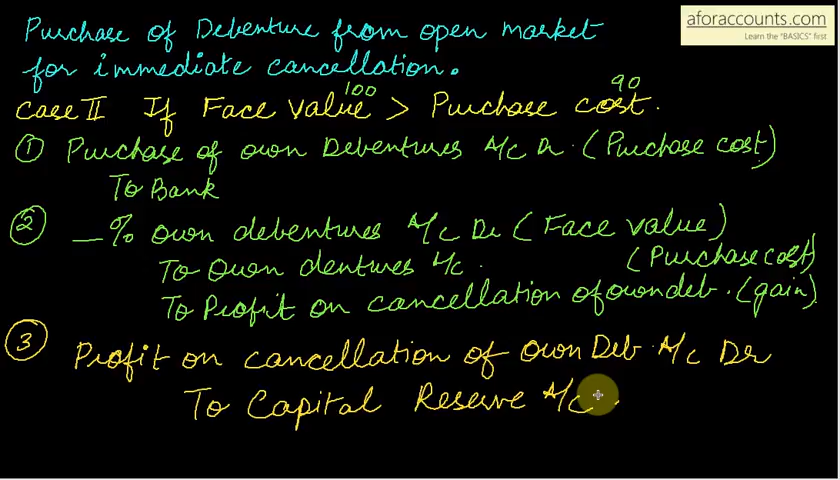 aforaccounts.com
Learn the "BASICS" first
Purchase of Debenture from open market
for immediate cancellation.
100 90
Case II If Face Value > Purchase cost.
① Purchase of own Debentures A/C Dr. (Purchase cost)
To Bank
② __% Own debentures A/C Dr (Face value)
To Own dentures A/c. (Purchase cost)
To Profit on cancellation of own deb. (gain)
③ Profit on cancellation of Own Deb. A/C Dr
To Capital Reserve A/C.